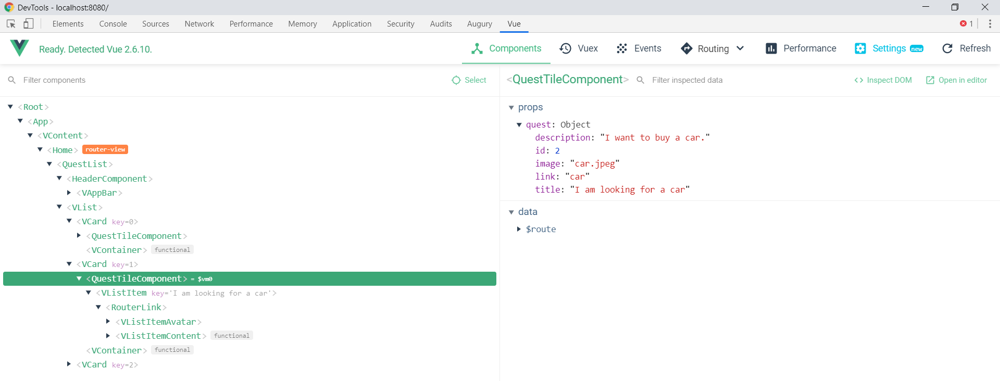 DevTools - localhost:8080/
Elements Console Sources Network Performance Memory Application Security Audits Augury Vue 1
Ready. Detected Vue 2.6.10. Components Vuex Events Routing Performance Settings new Refresh
Filter components Select
<Root>
<App>
<VContent>
<Home> router-view
<QuestList>
<HeaderComponent>
<VAppBar>
<VList>
<VCard key=0>
<QuestTileComponent>
<VContainer> functional
<VCard key=1>
<QuestTileComponent> = $vm0
<VListItem key='I am looking for a car'>
<RouterLink>
<VListItemAvatar>
<VListItemContent> functional
<VContainer> functional
<VCard key=2>
<QuestTileComponent> Filter inspected data Inspect DOM Open in editor
props
quest: Object
description: "I want to buy a car."
id: 2
image: "car.jpeg"
link: "car"
title: "I am looking for a car"
data
$route